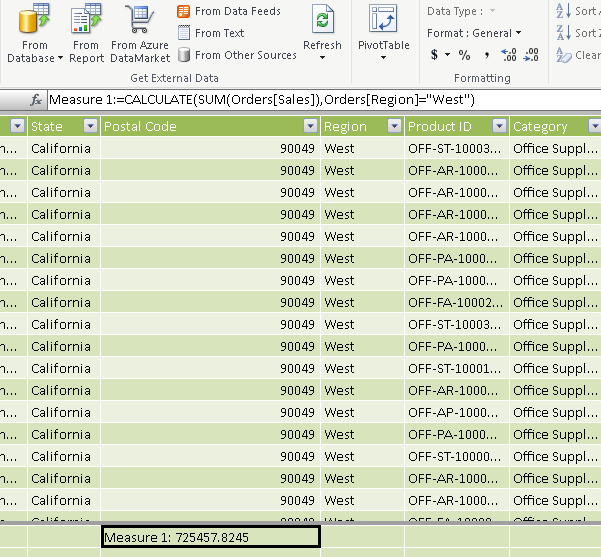 From Database From Report From Azure DataMarket From Data Feeds From Text From Other Sources Refresh PivotTable
Get External Data
Data Type :
Format : General
$ % , .00 .00
Formatting
Sort
Sort
Clear
fx Measure 1:=CALCULATE(SUM(Orders[Sales]),Orders[Region]="West")
State Postal Code Region Product ID Category
n... California 90049 West OFF-ST-10003... Office Suppl...
n... California 90049 West OFF-AR-1000... Office Suppl...
n... California 90049 West OFF-AR-1000... Office Suppl...
n... California 90049 West OFF-AR-1000... Office Suppl...
n... California 90049 West OFF-AR-1000... Office Suppl...
n... California 90049 West OFF-PA-1000... Office Suppl...
n... California 90049 West OFF-PA-1000... Office Suppl...
n... California 90049 West OFF-FA-10002... Office Suppl...
n... California 90049 West OFF-ST-10003... Office Suppl...
n... California 90049 West OFF-PA-1000... Office Suppl...
n... California 90049 West OFF-ST-10001... Office Suppl...
n... California 90049 West OFF-AR-1000... Office Suppl...
n... California 90049 West OFF-AP-1000... Office Suppl...
n... California 90049 West OFF-PA-1000... Office Suppl...
n... California 90049 West OFF-ST-10000... Office Suppl...
n... California 90049 West OFF-AR-1000... Office Suppl...
n... California 90049 West OFF-AR-1000... Office Suppl...
Measure 1: 725457.8245